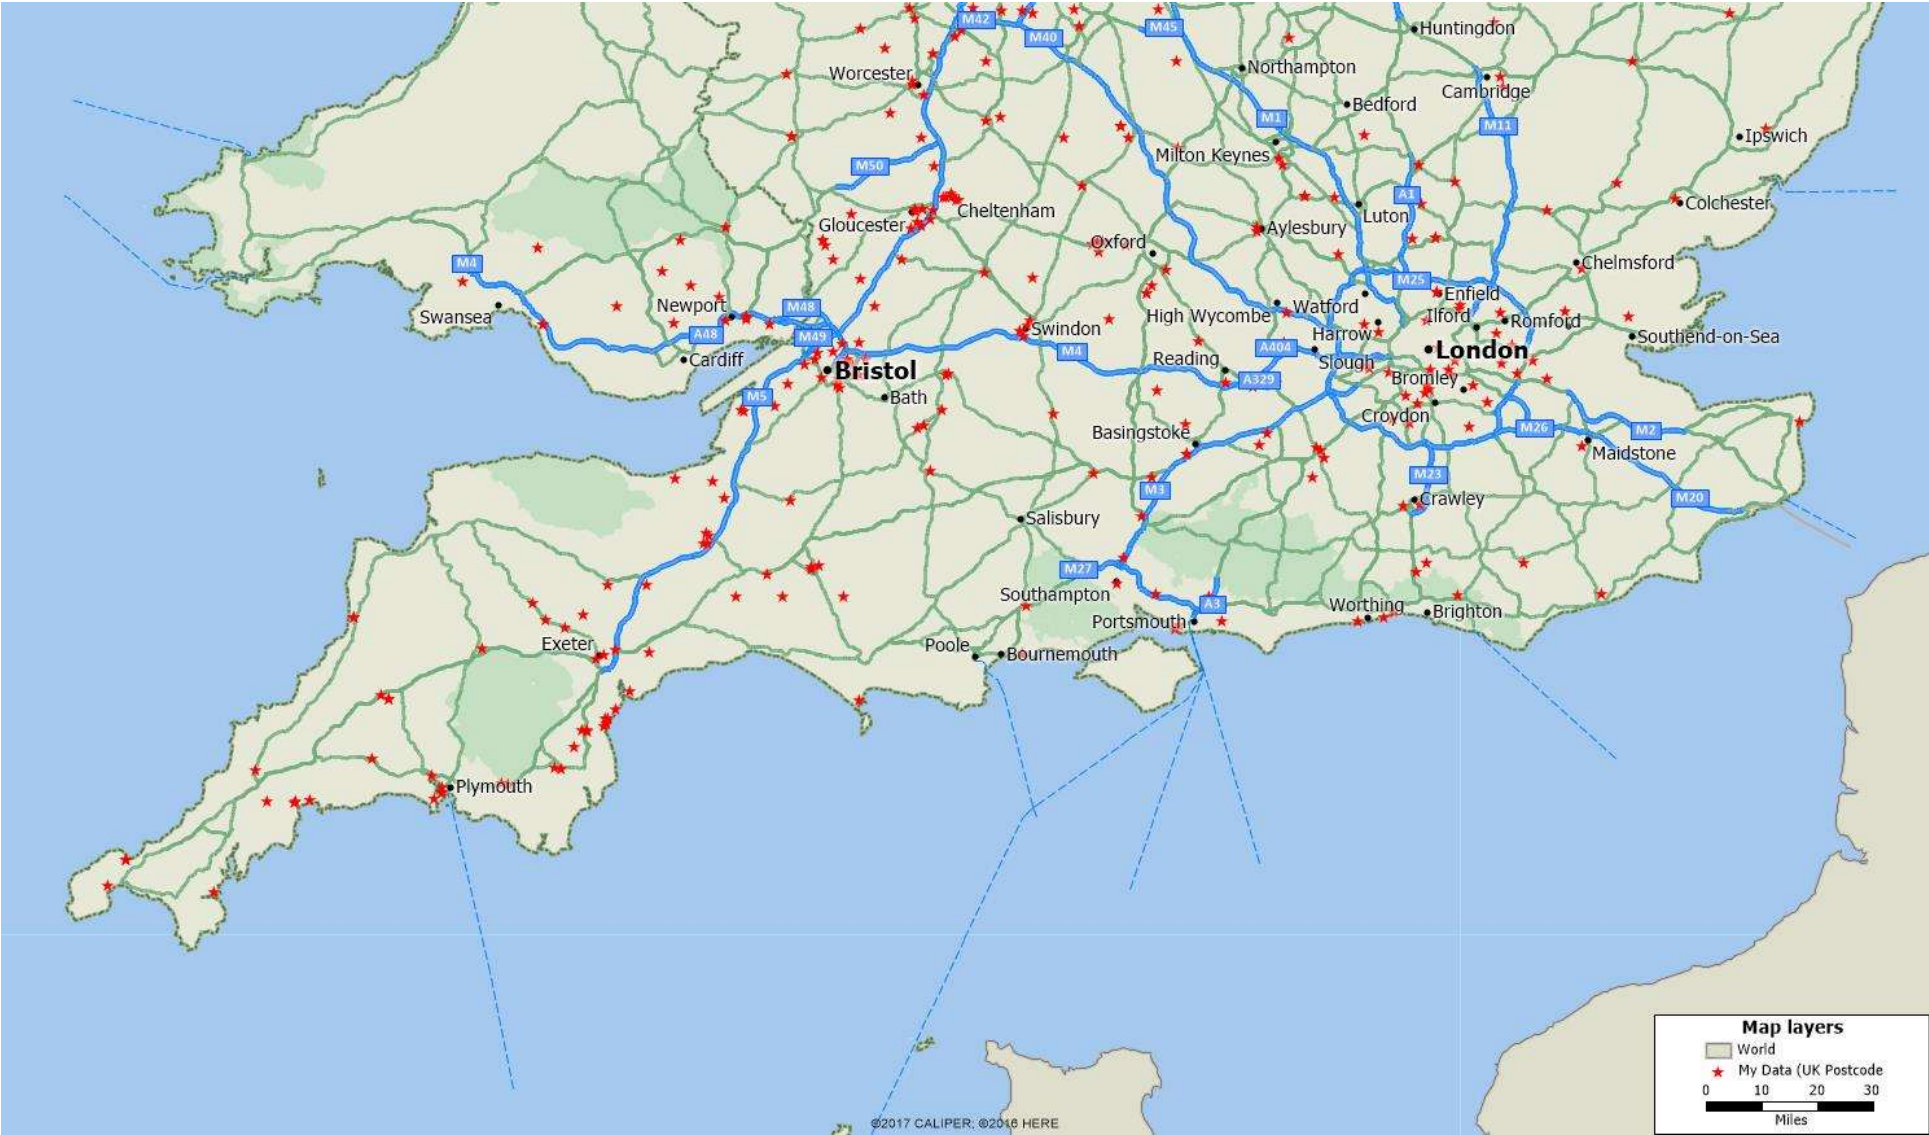 M42
M40
M45
Huntingdon
Worcester
Northampton
Cambridge
Bedford
M1
M11
Ipswich
Milton Keynes
M50
A1
Colchester
Cheltenham
Gloucester
Luton
Aylesbury
Oxford
M4
Chelmsford
M25
Enfield
Newport
M48
Watford
High Wycombe
Swansea
Ilford
Romford
A48
M49
Swindon
Harrow
Southend-on-Sea
Cardiff
M4
Reading
A404
London
Slough
Bristol
A329
Bromley
M5
Bath
Croydon
Basingstoke
M26
M2
Maidstone
M23
M3
Crawley
M20
Salisbury
M27
Southampton
A3
Worthing
Brighton
Portsmouth
Exeter
Poole
Bournemouth
Plymouth
Map layers
World
My Data (UK Postcode
0 10 20 30
Miles
©2017 CALIPER; ©2016 HERE